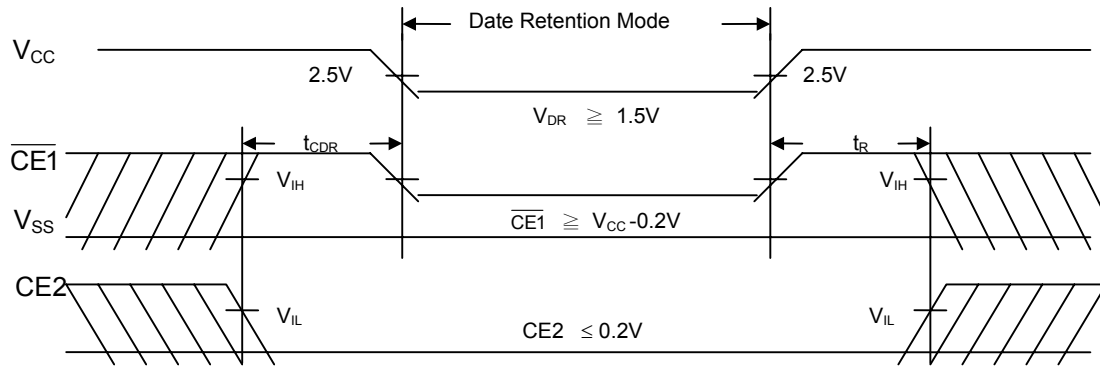 Date Retention Mode
VCC
2.5V
2.5V
VDR ≧ 1.5V
tCDR
tR
CE1
VIH
VIH
VSS
CE1 ≧ VCC-0.2V
CE2
VIL
VIL
CE2 ≤ 0.2V